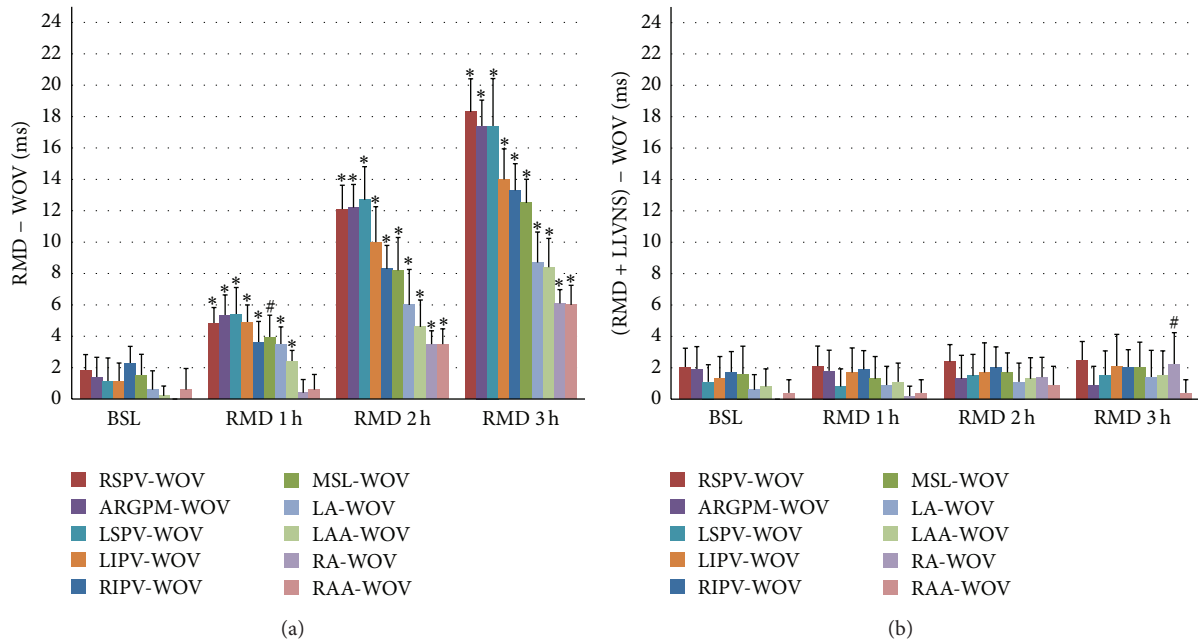 24
22
20
18
16
14
12
10
8
6
4
2
0
RMD − WOV (ms)
* * * * * # * *
** * * * * * * **
* * * * * * * * **
BSL RMD 1 h RMD 2 h RMD 3 h
RSPV-WOV MSL-WOV
ARGPM-WOV LA-WOV
LSPV-WOV LAA-WOV
LIPV-WOV RA-WOV
RIPV-WOV RAA-WOV
(a)
24
22
20
18
16
14
12
10
8
6
4
2
0
(RMD + LLVNS) − WOV (ms)
#
BSL RMD 1 h RMD 2 h RMD 3 h
RSPV-WOV MSL-WOV
ARGPM-WOV LA-WOV
LSPV-WOV LAA-WOV
LIPV-WOV RA-WOV
RIPV-WOV RAA-WOV
(b)